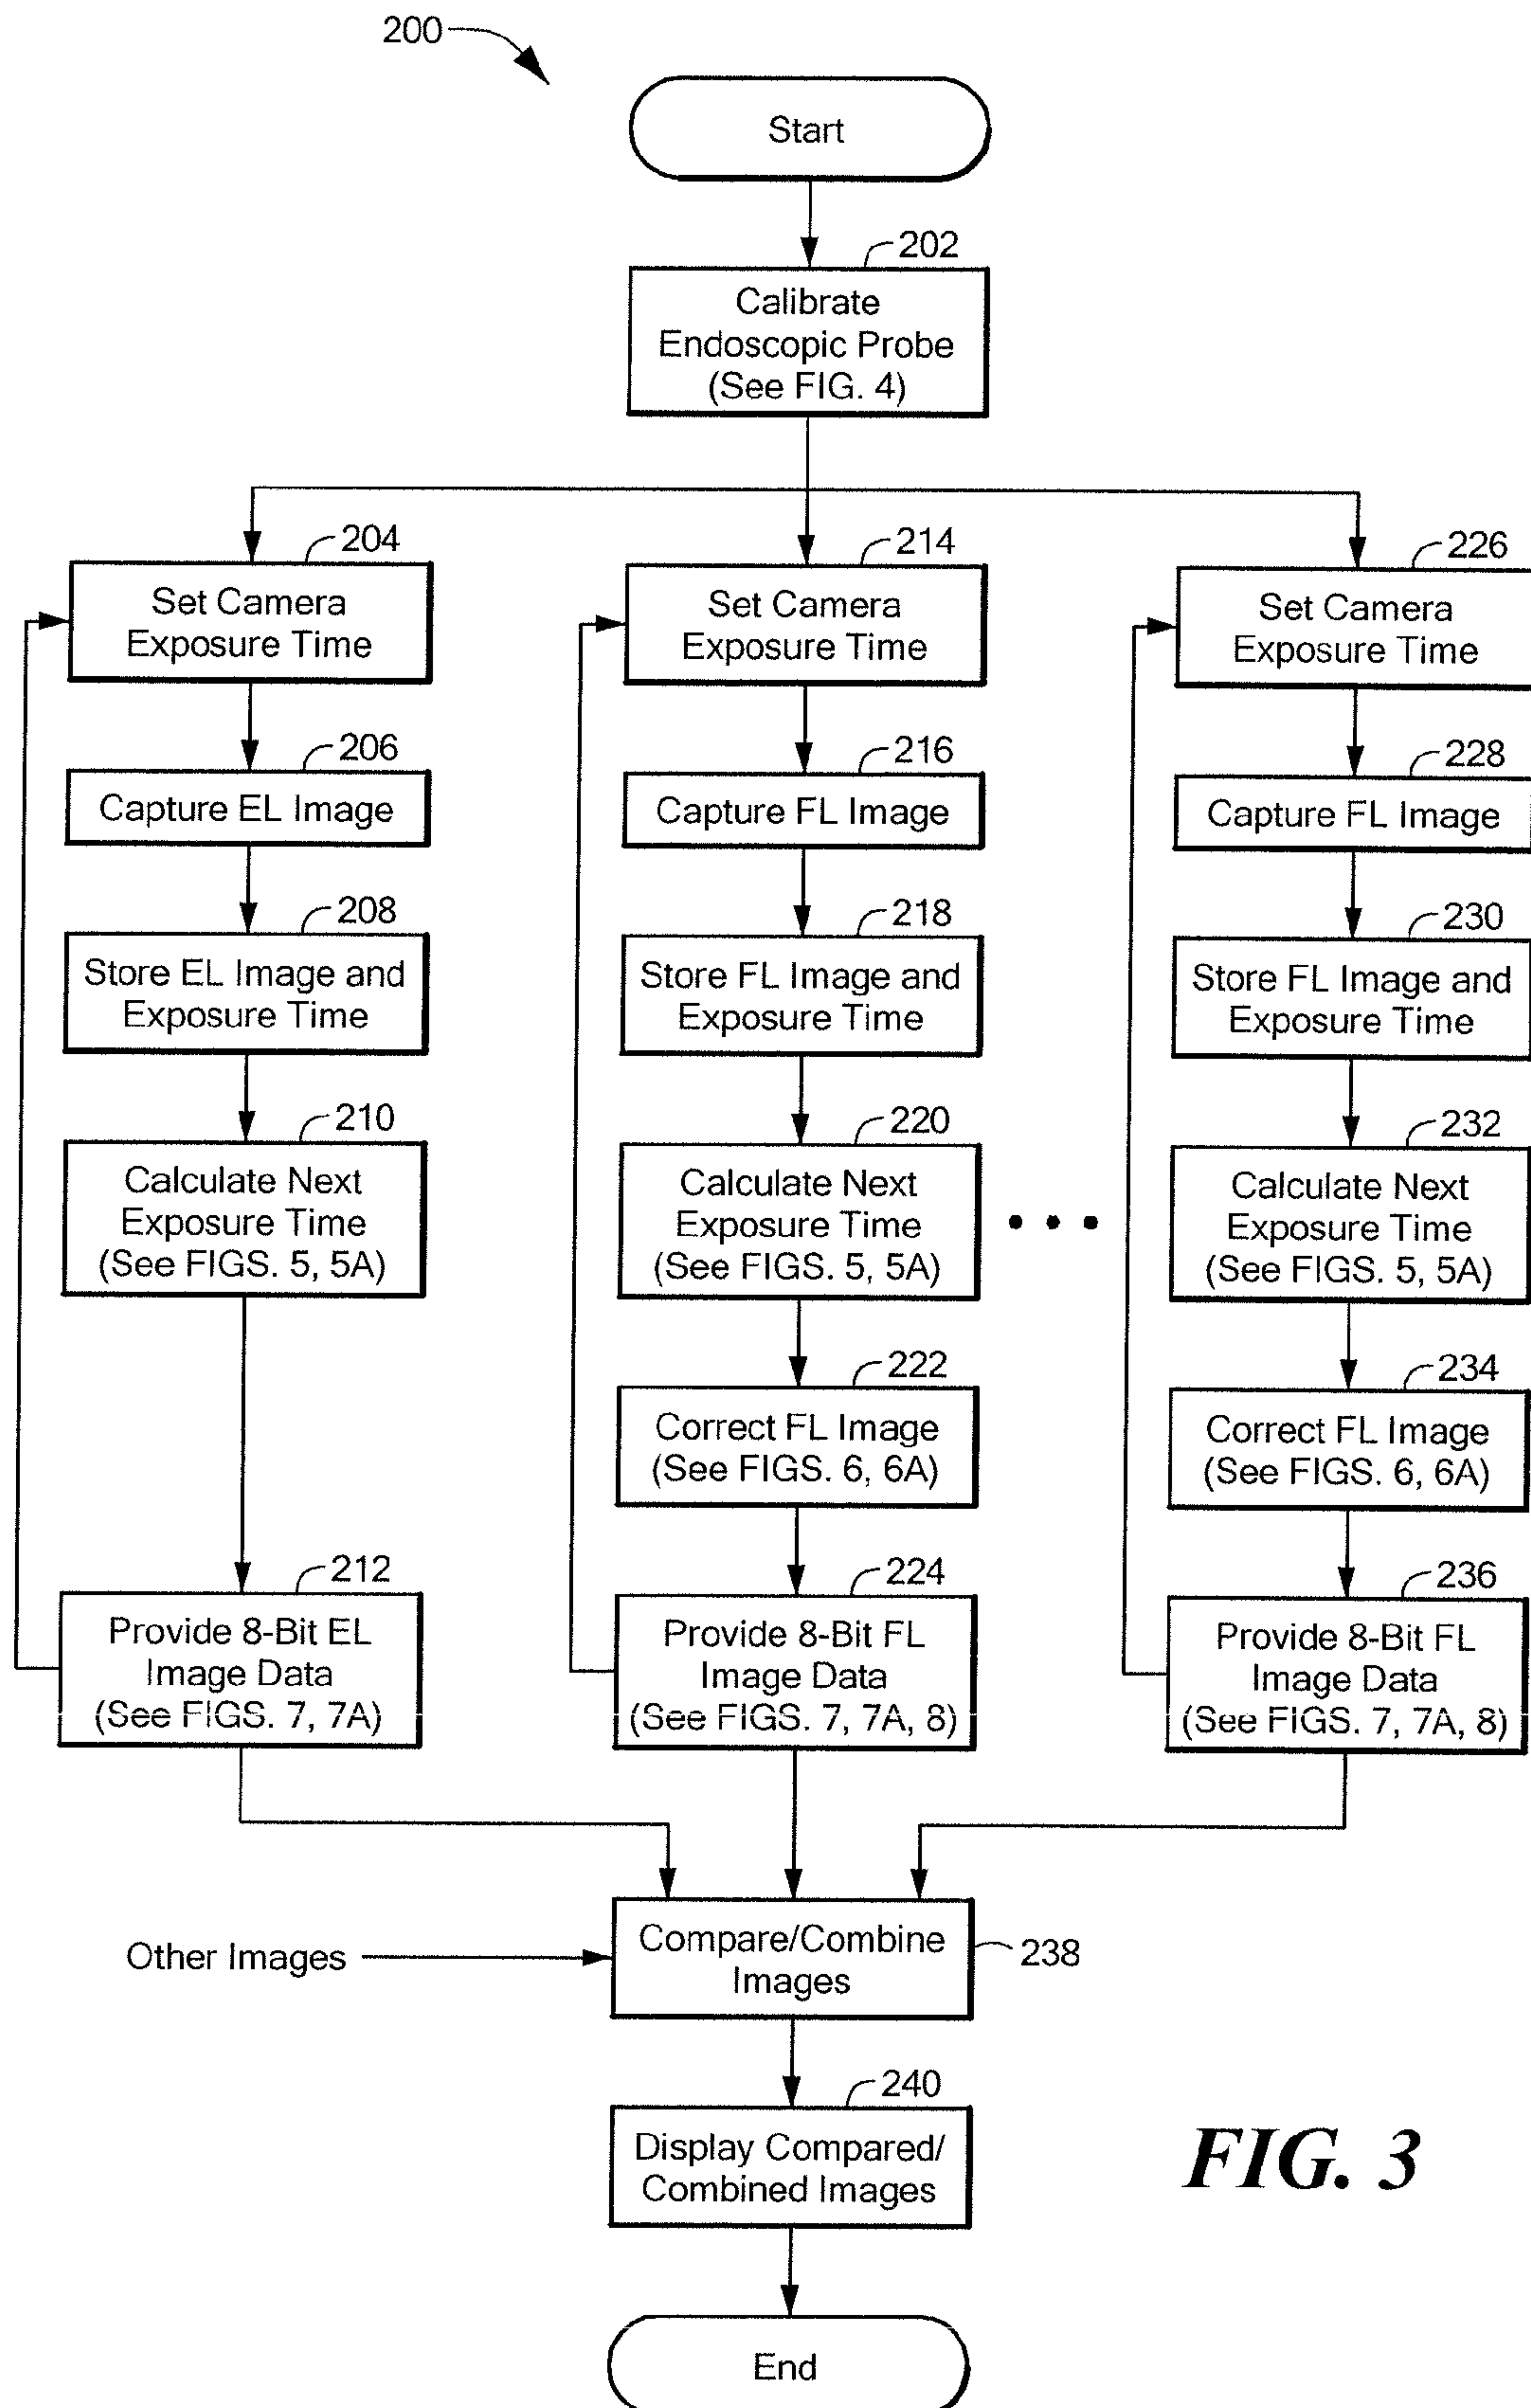 200
Start
202
Calibrate
Endoscopic Probe
(See FIG. 4)
204
Set Camera
Exposure Time
206
Capture EL Image
208
Store EL Image and
Exposure Time
210
Calculate Next
Exposure Time
(See FIGS. 5, 5A)
212
Provide 8-Bit EL
Image Data
(See FIGS. 7, 7A)
214
Set Camera
Exposure Time
216
Capture FL Image
218
Store FL Image and
Exposure Time
220
Calculate Next
Exposure Time
(See FIGS. 5, 5A)
222
Correct FL Image
(See FIGS. 6, 6A)
224
Provide 8-Bit FL
Image Data
(See FIGS. 7, 7A, 8)
• • •
226
Set Camera
Exposure Time
228
Capture FL Image
230
Store FL Image and
Exposure Time
232
Calculate Next
Exposure Time
(See FIGS. 5, 5A)
234
Correct FL Image
(See FIGS. 6, 6A)
236
Provide 8-Bit FL
Image Data
(See FIGS. 7, 7A, 8)
Other Images
Compare/Combine
Images
238
240
Display Compared/
Combined Images
End
FIG. 3